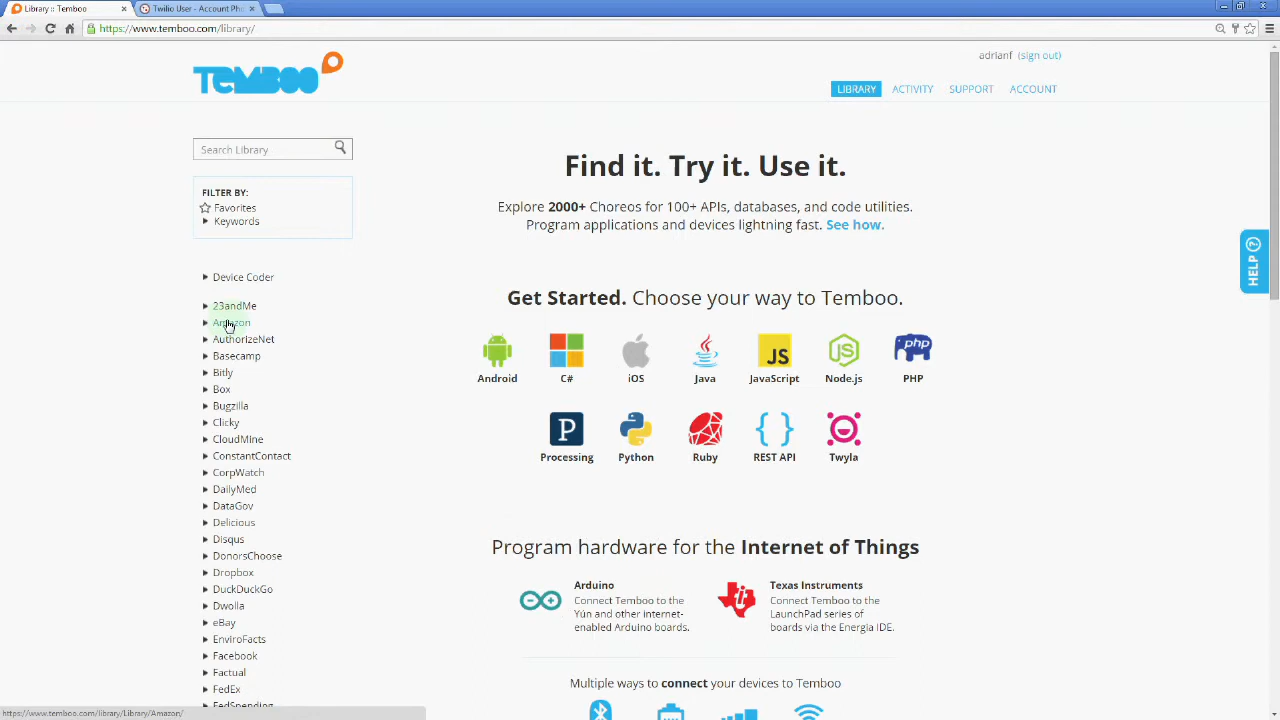 Library :: Temboo
Twilio User - Account Pho
https://www.temboo.com/library/
TEMBOO
adrianf (sign out)
LIBRARY ACTIVITY SUPPORT ACCOUNT
Search Library
FILTER BY:
Favorites
Keywords
Device Coder
23andMe
Amazon
AuthorizeNet
Basecamp
Bitly
Box
Bugzilla
Clicky
CloudMine
ConstantContact
CorpWatch
DailyMed
DataGov
Delicious
Disqus
DonorsChoose
Dropbox
DuckDuckGo
Dwolla
eBay
EnviroFacts
Facebook
Factual
FedEx
FedSpending
Find it. Try it. Use it.
Explore 2000+ Choreos for 100+ APIs, databases, and code utilities.
Program applications and devices lightning fast. See how.
Get Started. Choose your way to Temboo.
Android C# iOS Java JavaScript Node.js PHP
JS
php
Processing Python Ruby REST API Twyla
P
{ }
Program hardware for the Internet of Things
Arduino
Connect Temboo to the
Yún and other internet-
enabled Arduino boards.
Texas Instruments
Connect Temboo to the
LaunchPad series of
boards via the Energia IDE.
Multiple ways to connect your devices to Temboo
HELP ?
https://www.temboo.com/library/Library/Amazon/